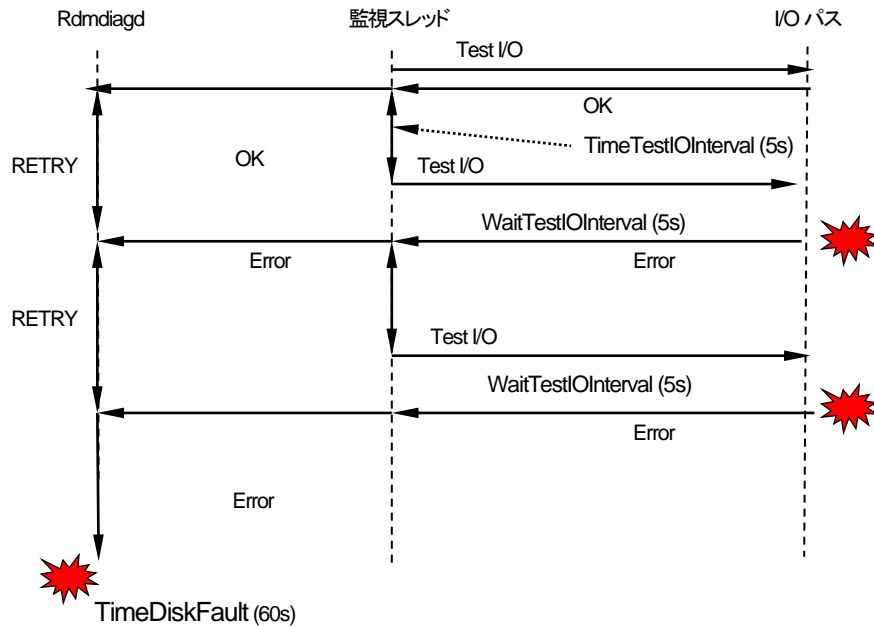 Rdmdiagd
監視スレッド
I/O パス
Test I/O
OK
TimeTestIOInterval (5s)
RETRY
OK
Test I/O
WaitTestIOInterval (5s)
Error
Error
RETRY
Test I/O
WaitTestIOInterval (5s)
Error
Error
TimeDiskFault (60s)